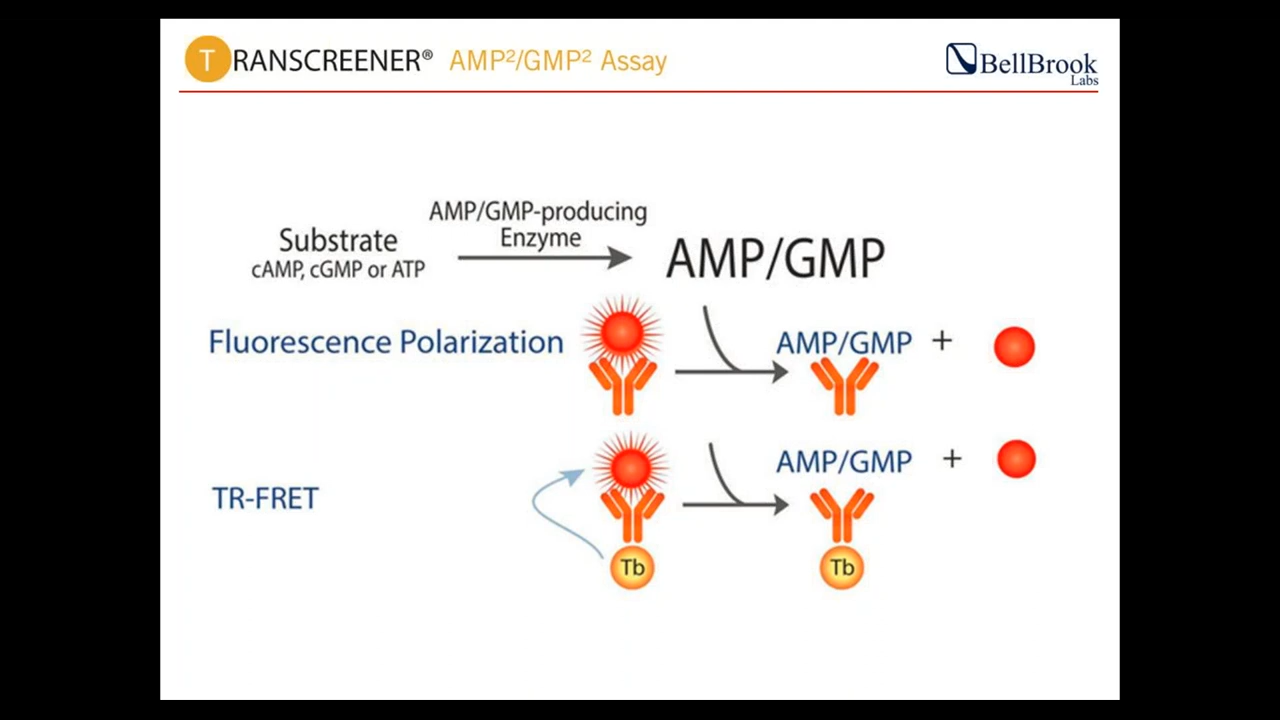 TRANSCREENER® AMP²/GMP² Assay
BellBrook
Labs
AMP/GMP-producing
Enzyme
Substrate
cAMP, cGMP or ATP
AMP/GMP
Fluorescence Polarization
AMP/GMP +
TR-FRET
AMP/GMP +
Tb
Tb